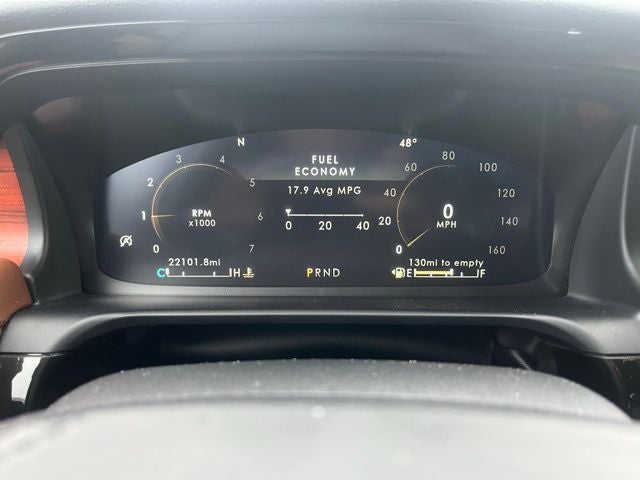 N 48°
FUEL
ECONOMY
17.9 Avg MPG
0 20 40
0 1 2 3 4 5 6 7
RPM
x1000
0 20 40 60 80 100 120 140 160
0
MPH
22101.8mi
C H
PRND
130mi to empty
E F